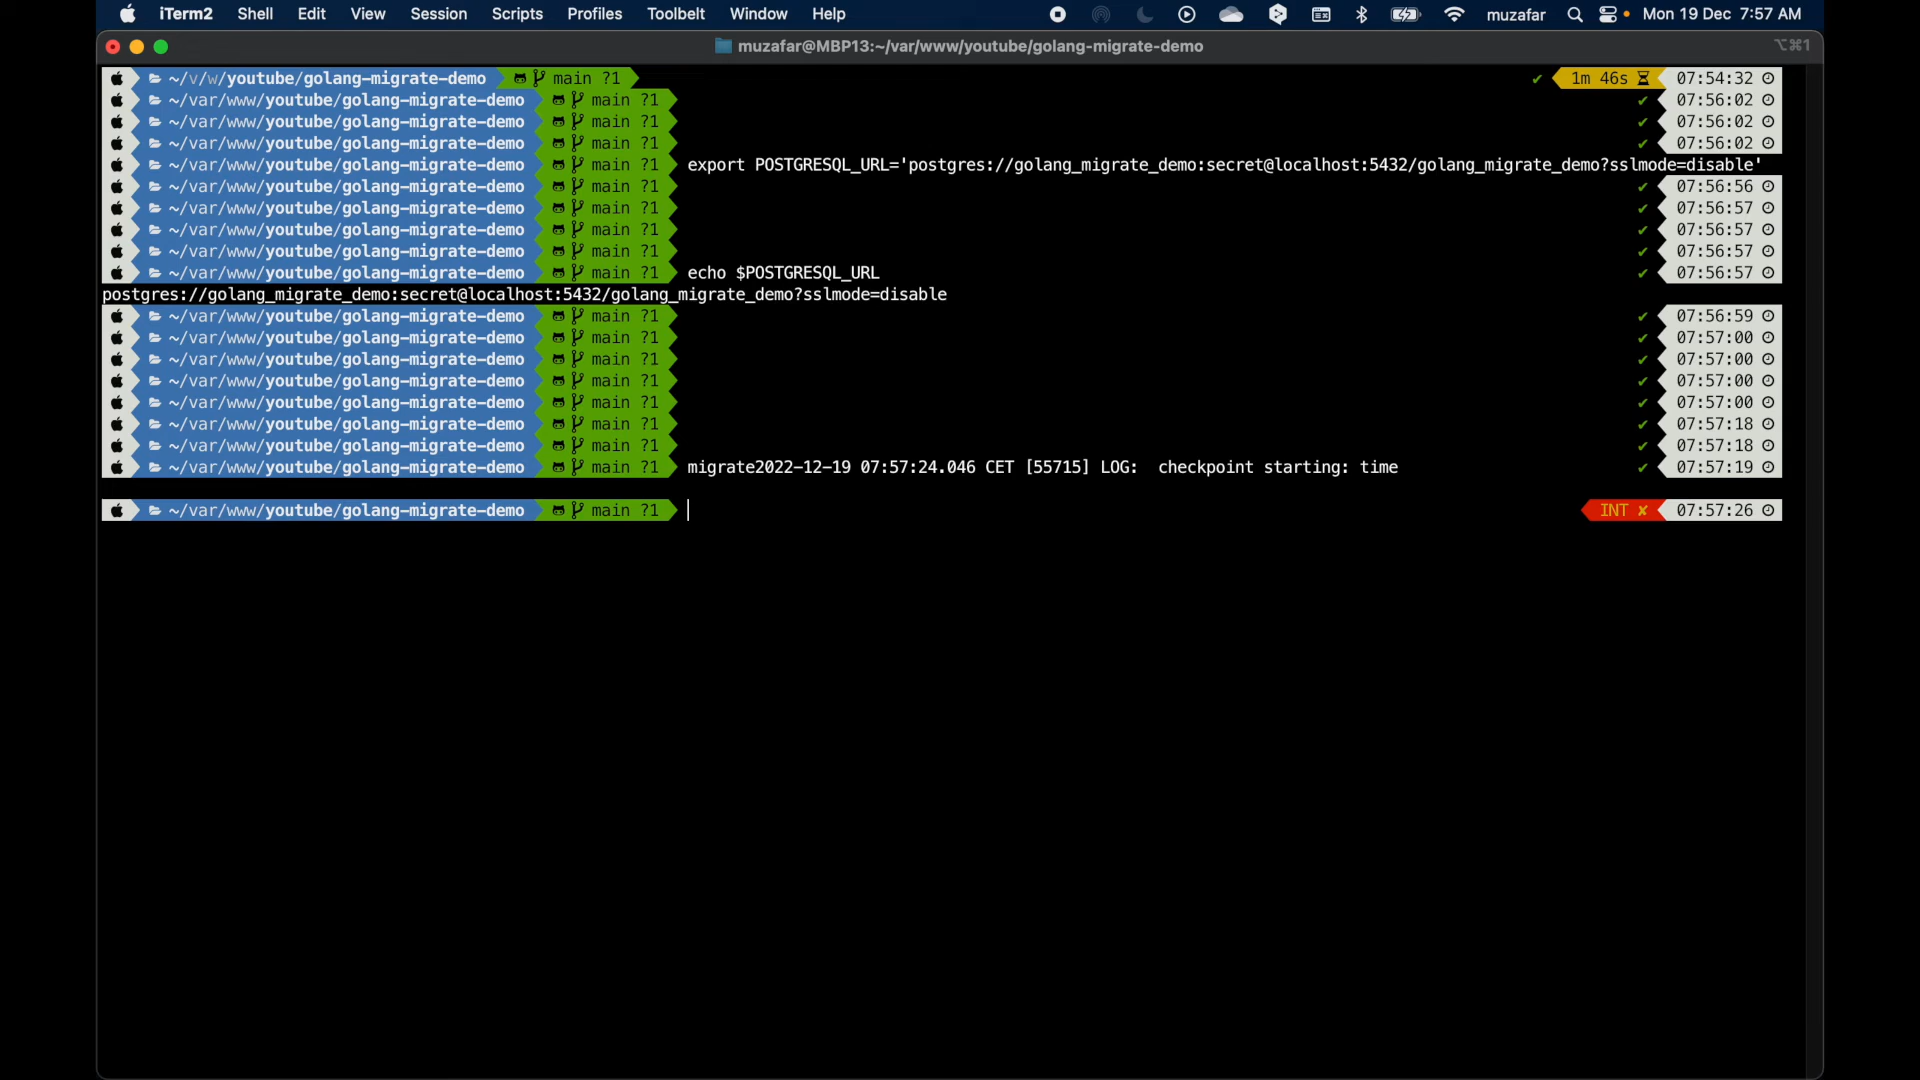 iTerm2 Shell Edit View Session Scripts Profiles Toolbelt Window Help muzafar Mon 19 Dec 7:57 AM
muzafar@MBP13:~/var/www/youtube/golang-migrate-demo ⌥⌘1
~/v/w/youtube/golang-migrate-demo main ?1 ✔ 1m 46s 07:54:32
~/var/www/youtube/golang-migrate-demo main ?1 ✔ 07:56:02
~/var/www/youtube/golang-migrate-demo main ?1 ✔ 07:56:02
~/var/www/youtube/golang-migrate-demo main ?1 ✔ 07:56:02
~/var/www/youtube/golang-migrate-demo main ?1 export POSTGRESQL_URL='postgres://golang_migrate_demo:secret@localhost:5432/golang_migrate_demo?sslmode=disable'
~/var/www/youtube/golang-migrate-demo main ?1 ✔ 07:56:56
~/var/www/youtube/golang-migrate-demo main ?1 ✔ 07:56:57
~/var/www/youtube/golang-migrate-demo main ?1 ✔ 07:56:57
~/var/www/youtube/golang-migrate-demo main ?1 ✔ 07:56:57
~/var/www/youtube/golang-migrate-demo main ?1 echo $POSTGRESQL_URL ✔ 07:56:57
postgres://golang_migrate_demo:secret@localhost:5432/golang_migrate_demo?sslmode=disable
~/var/www/youtube/golang-migrate-demo main ?1 ✔ 07:56:59
~/var/www/youtube/golang-migrate-demo main ?1 ✔ 07:57:00
~/var/www/youtube/golang-migrate-demo main ?1 ✔ 07:57:00
~/var/www/youtube/golang-migrate-demo main ?1 ✔ 07:57:00
~/var/www/youtube/golang-migrate-demo main ?1 ✔ 07:57:00
~/var/www/youtube/golang-migrate-demo main ?1 ✔ 07:57:18
~/var/www/youtube/golang-migrate-demo main ?1 ✔ 07:57:18
~/var/www/youtube/golang-migrate-demo main ?1 migrate2022-12-19 07:57:24.046 CET [55715] LOG:  checkpoint starting: time ✔ 07:57:19
~/var/www/youtube/golang-migrate-demo main ?1 INT ✘ 07:57:26